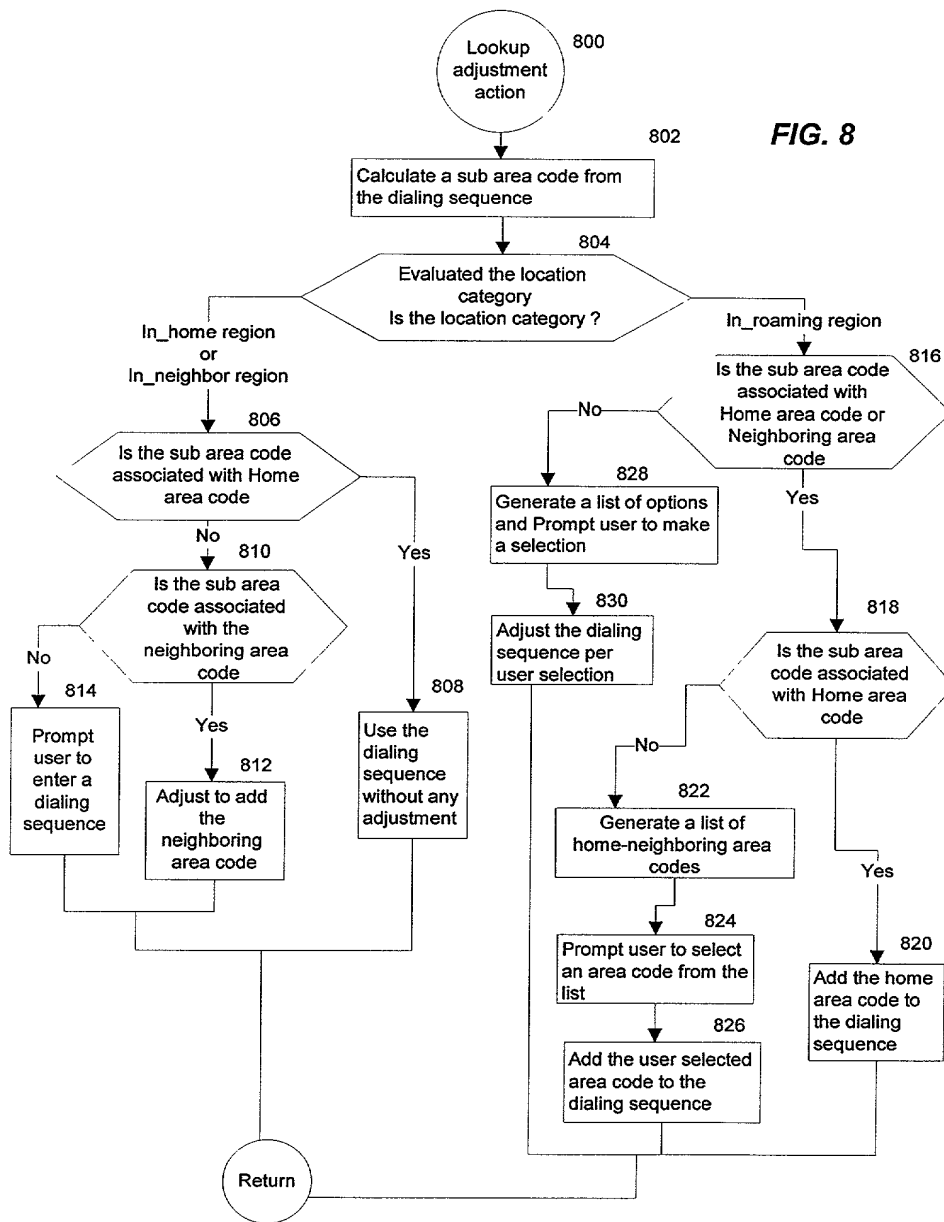 800
Lookup
adjustment
action
FIG. 8
802
Calculate a sub area code from
the dialing sequence
804
Evaluated the location
category
Is the location category ?
In_home region
or
In_neighbor region
In_roaming region
816
Is the sub area code
associated with
Home area code or
Neighboring area
code
No
Yes
806
Is the sub area code
associated with Home
area code
No
Yes
828
Generate a list of options
and Prompt user to make
a selection
810
Is the sub area
code associated
with the
neighboring area
code
No
Yes
830
Adjust the dialing
sequence per
user selection
818
Is the sub area
code associated
with Home area
code
No
Yes
814
Prompt
user to
enter a
dialing
sequence
812
Adjust to add
the
neighboring
area code
808
Use the
dialing
sequence
without any
adjustment
822
Generate a list of
home-neighboring area
codes
824
Prompt user to select
an area code from the
list
826
Add the user selected
area code to the
dialing sequence
820
Add the home
area code to
the dialing
sequence
Return